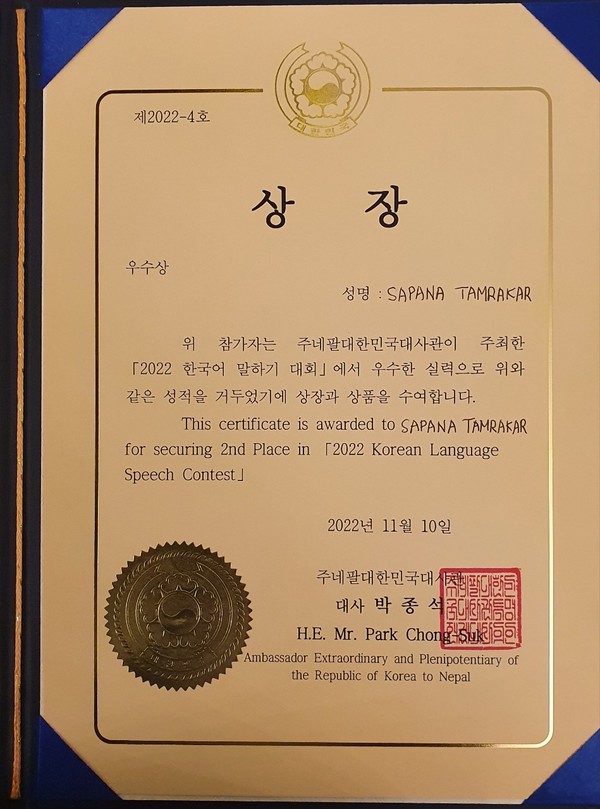 대한민국
제2022-4호
상 장
우수상
성명 : SAPANA TAMRAKAR
위 참가자는 주네팔대한민국대사관이 주최한
「2022 한국어 말하기 대회」에서 우수한 실력으로 위와
같은 성적을 거두었기에 상장과 상품을 수여합니다.
This certificate is awarded to SAPANA TAMRAKAR
for securing 2nd Place in 「2022 Korean Language
Speech Contest」
2022년 11월 10일
주네팔대한민국대사관
대사 박종석
H.E. Mr. Park Chong-Suk
Ambassador Extraordinary and Plenipotentiary of
the Republic of Korea to Nepal